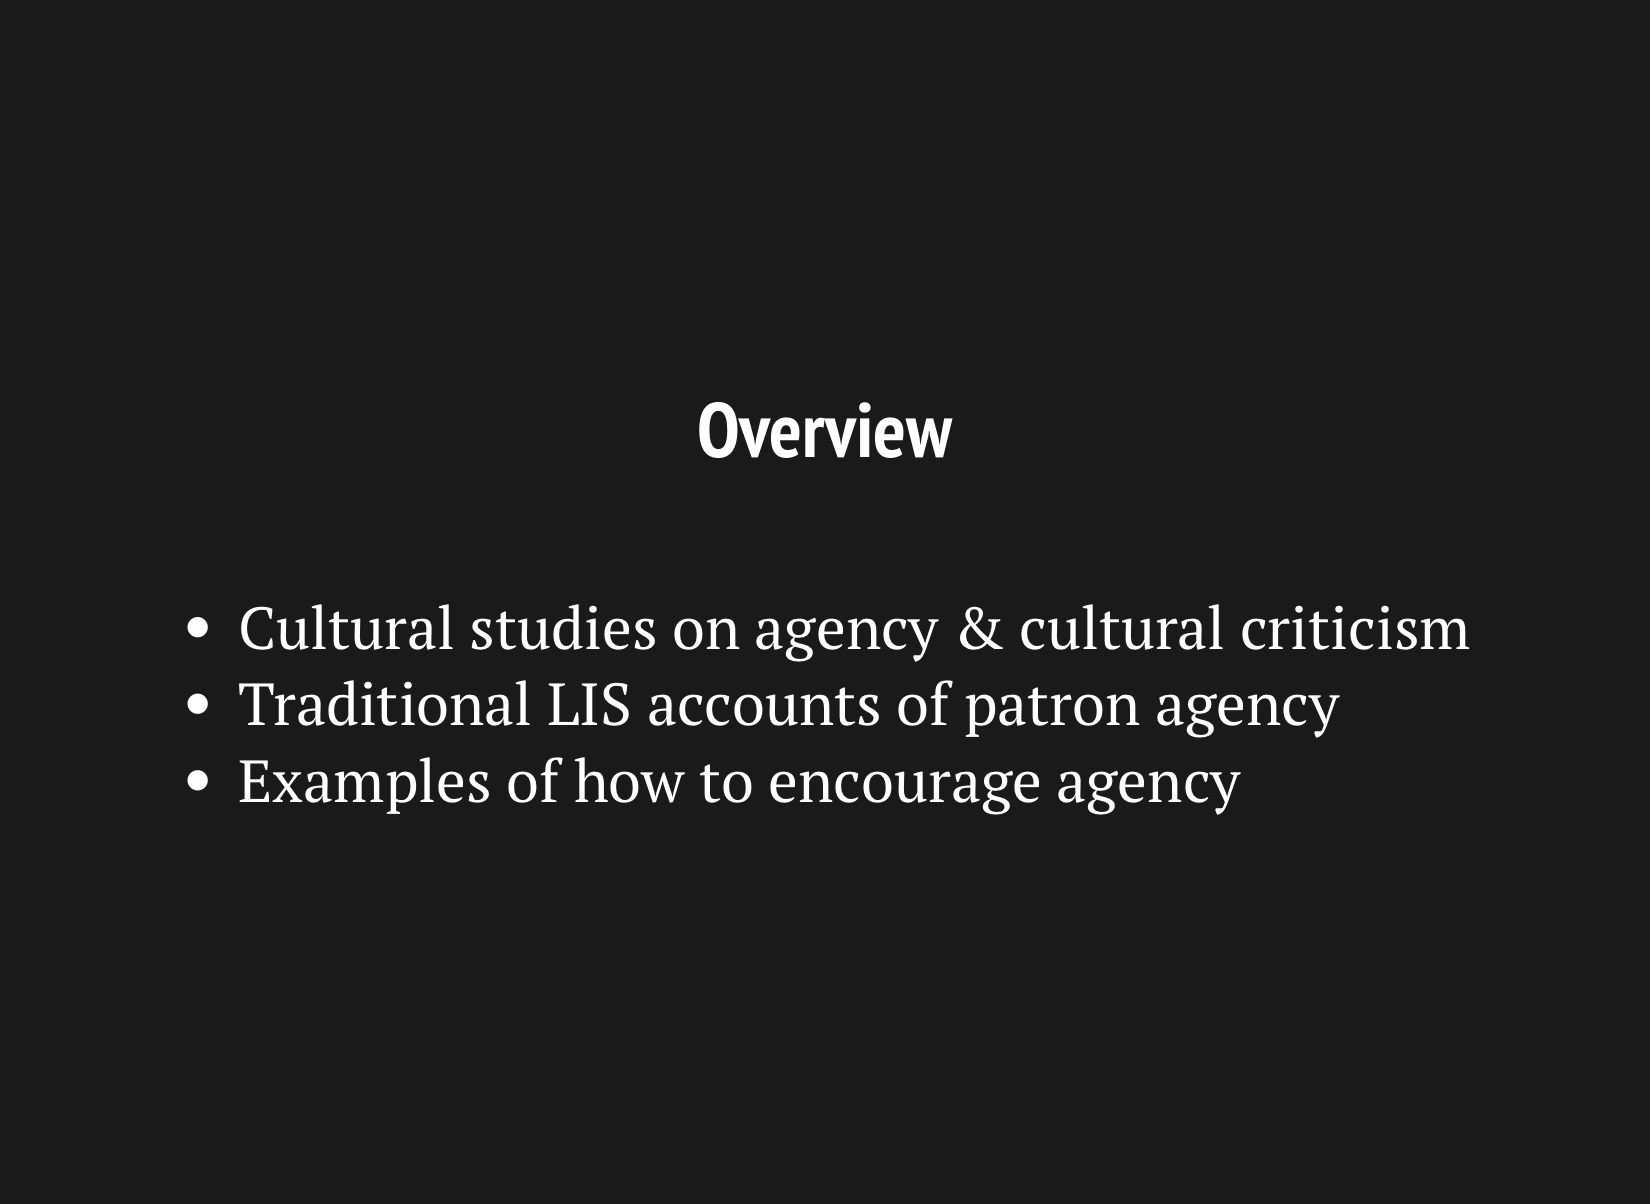 Overview
• Cultural studies on agency & cultural criticism
• Traditional LIS accounts of patron agency
• Examples of how to encourage agency